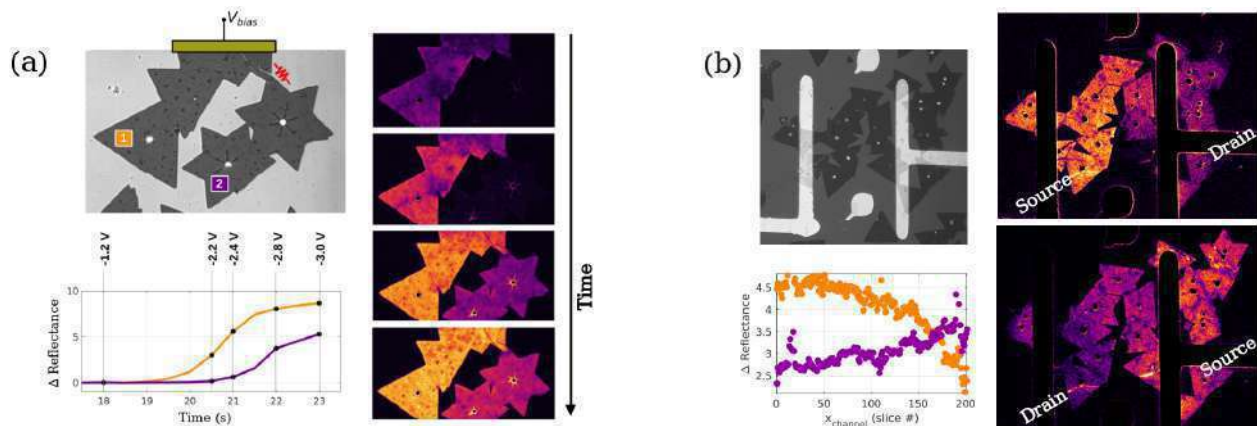 (a)
V_bias
1
2
-1.2 V
-2.2 V
-2.4 V
-2.8 V
-3.0 V
Δ Reflectance
10
5
0
18 19 20 21 22 23
Time (s)
Time
(b)
Δ Reflectance
4.5
4
3.5
3
2.5
0 50 100 150 200
x_channel (slice #)
Source
Drain
Drain
Source